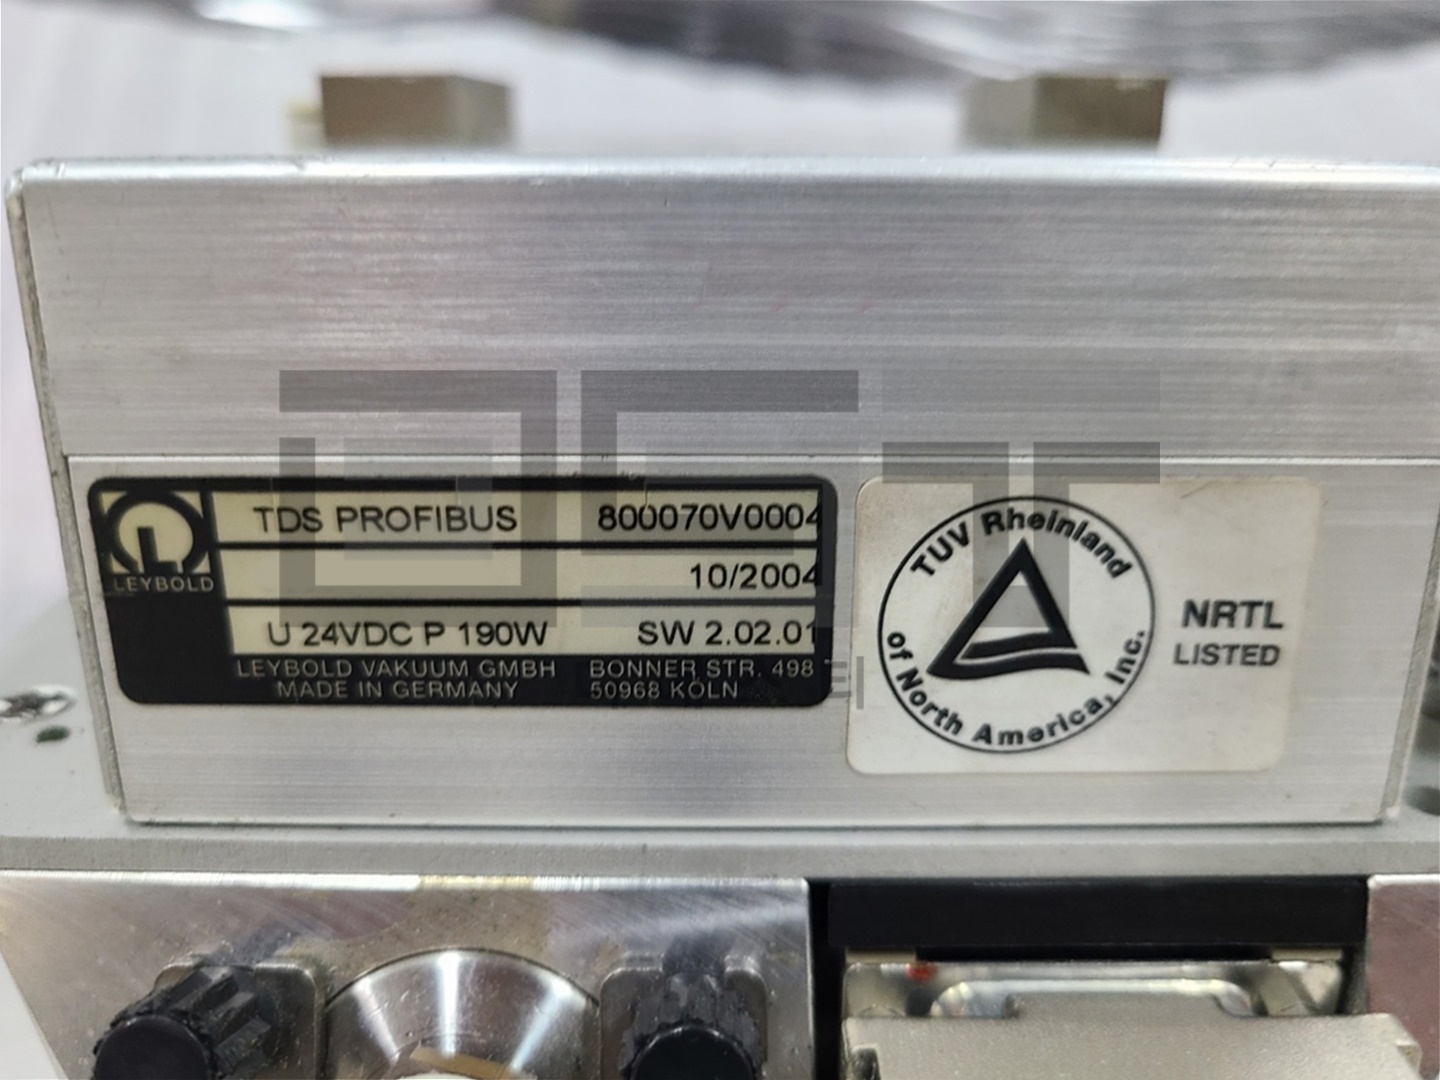 TDS PROFIBUS 800070V0004
10/2004
U 24VDC P 190W SW 2.02.01
LEYBOLD
LEYBOLD VAKUUM GMBH BONNER STR. 498
MADE IN GERMANY 50968 KÖLN
TUV Rheinland
of North America, Inc.
NRTL
LISTED